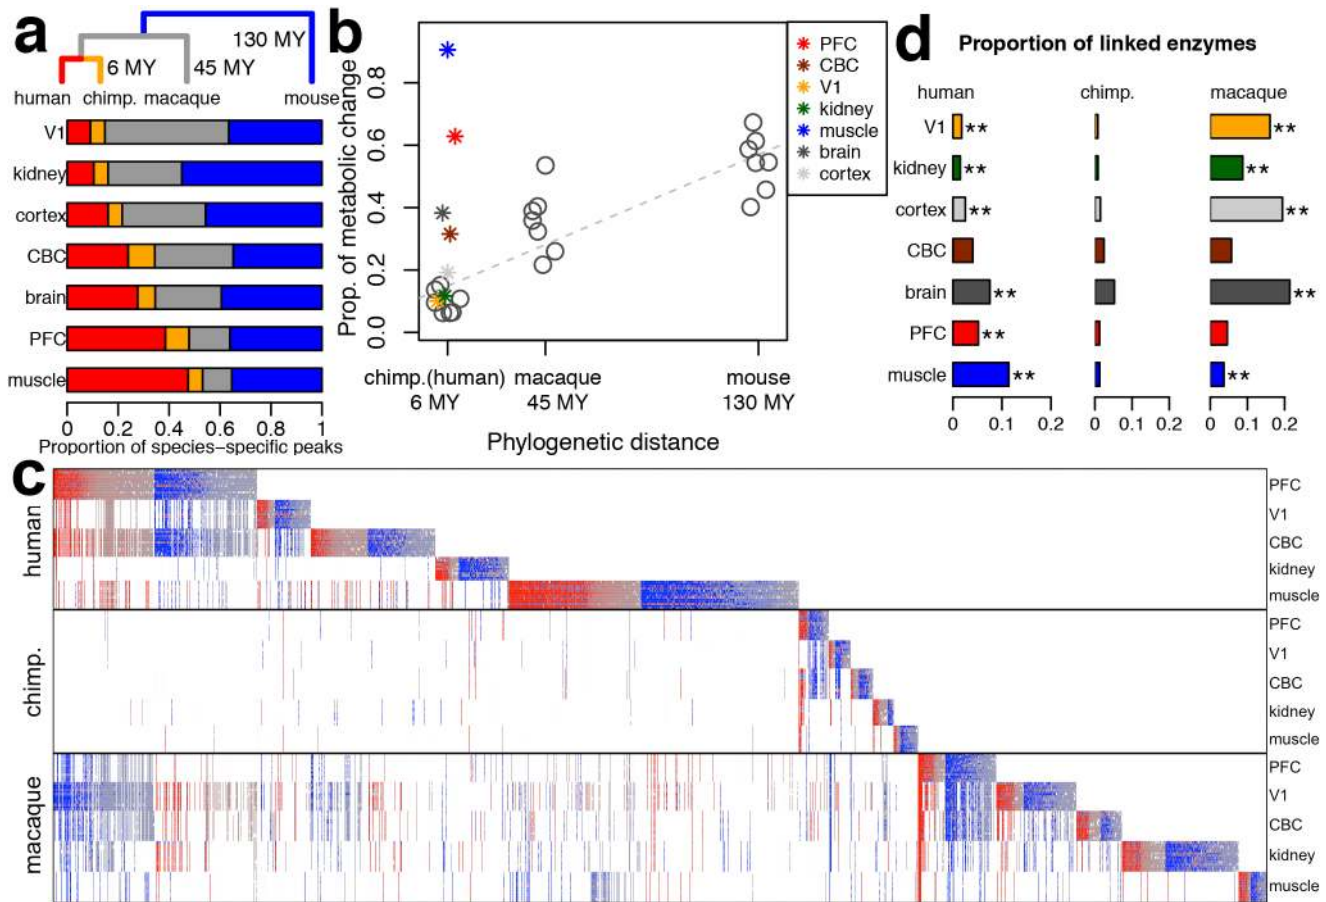 a
130 MY
6 MY
45 MY
human chimp. macaque mouse
V1
kidney
cortex
CBC
brain
PFC
muscle
0 0.2 0.4 0.6 0.8 1
Proportion of species-specific peaks
b
Prop. of metabolic change
0.0 0.2 0.4 0.6 0.8
chimp.(human) macaque mouse
6 MY 45 MY 130 MY
Phylogenetic distance
PFC
CBC
V1
kidney
muscle
brain
cortex
d
Proportion of linked enzymes
human chimp. macaque
V1 ** **
kidney ** **
cortex ** **
CBC
brain ** **
PFC **
muscle ** **
0 0.1 0.2 0 0.1 0.2 0 0.1 0.2
c
human
PFC
V1
CBC
kidney
muscle
chimp.
PFC
V1
CBC
kidney
muscle
macaque
PFC
V1
CBC
kidney
muscle